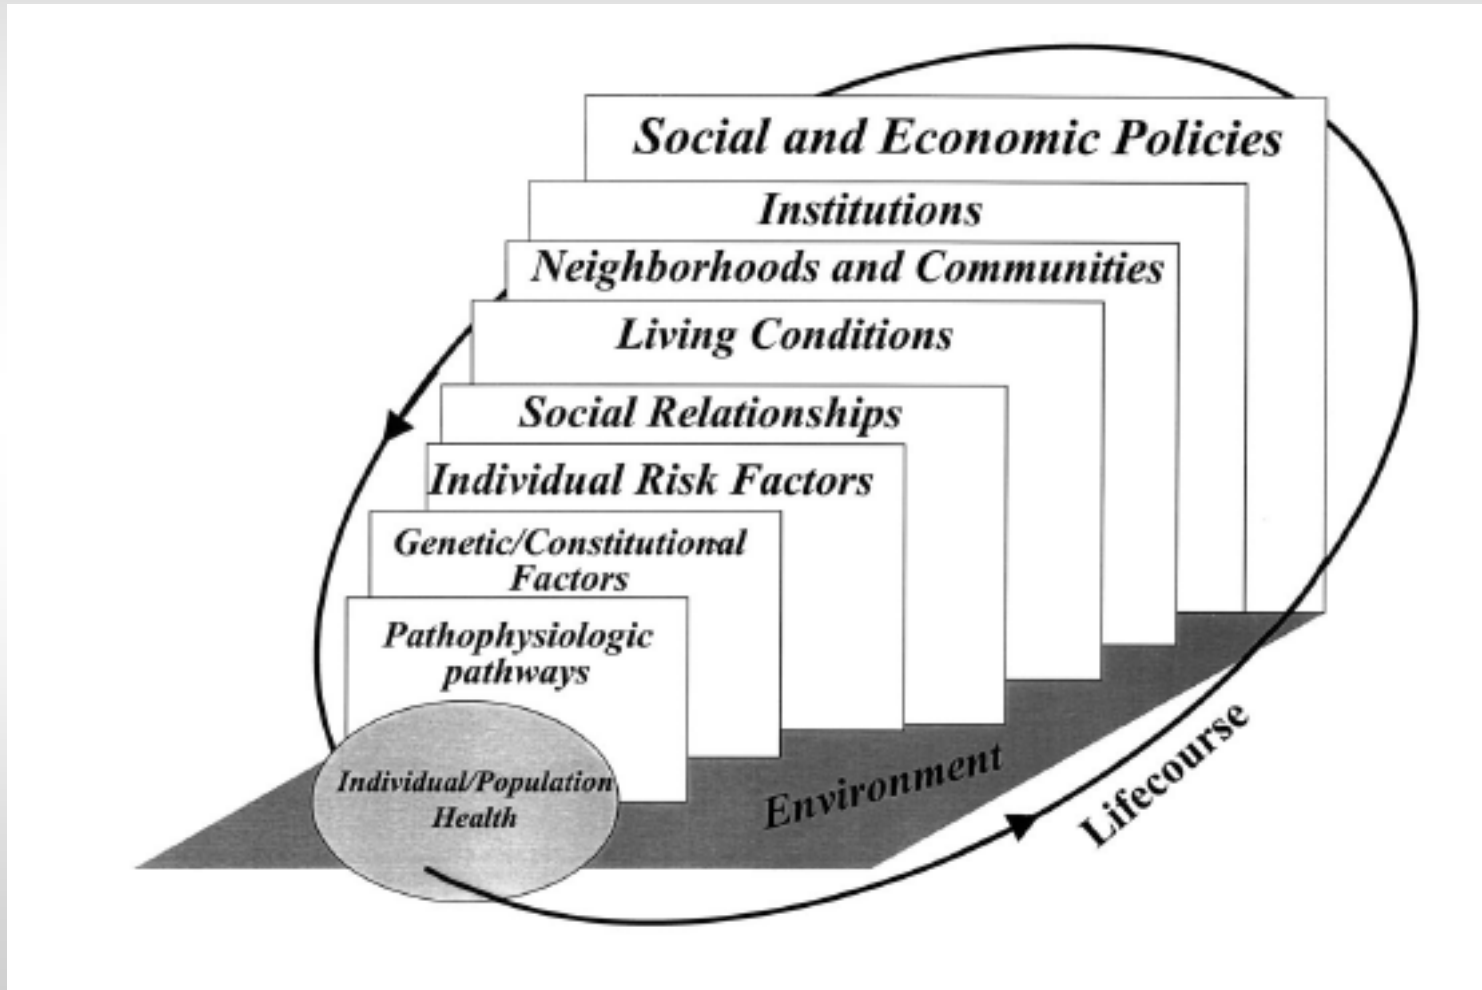 Social and Economic Policies
Institutions
Neighborhoods and Communities
Living Conditions
Social Relationships
Individual Risk Factors
Genetic/Constitutional
Factors
Pathophysiologic
pathways
Individual/Population
Health
Environment
Lifecourse